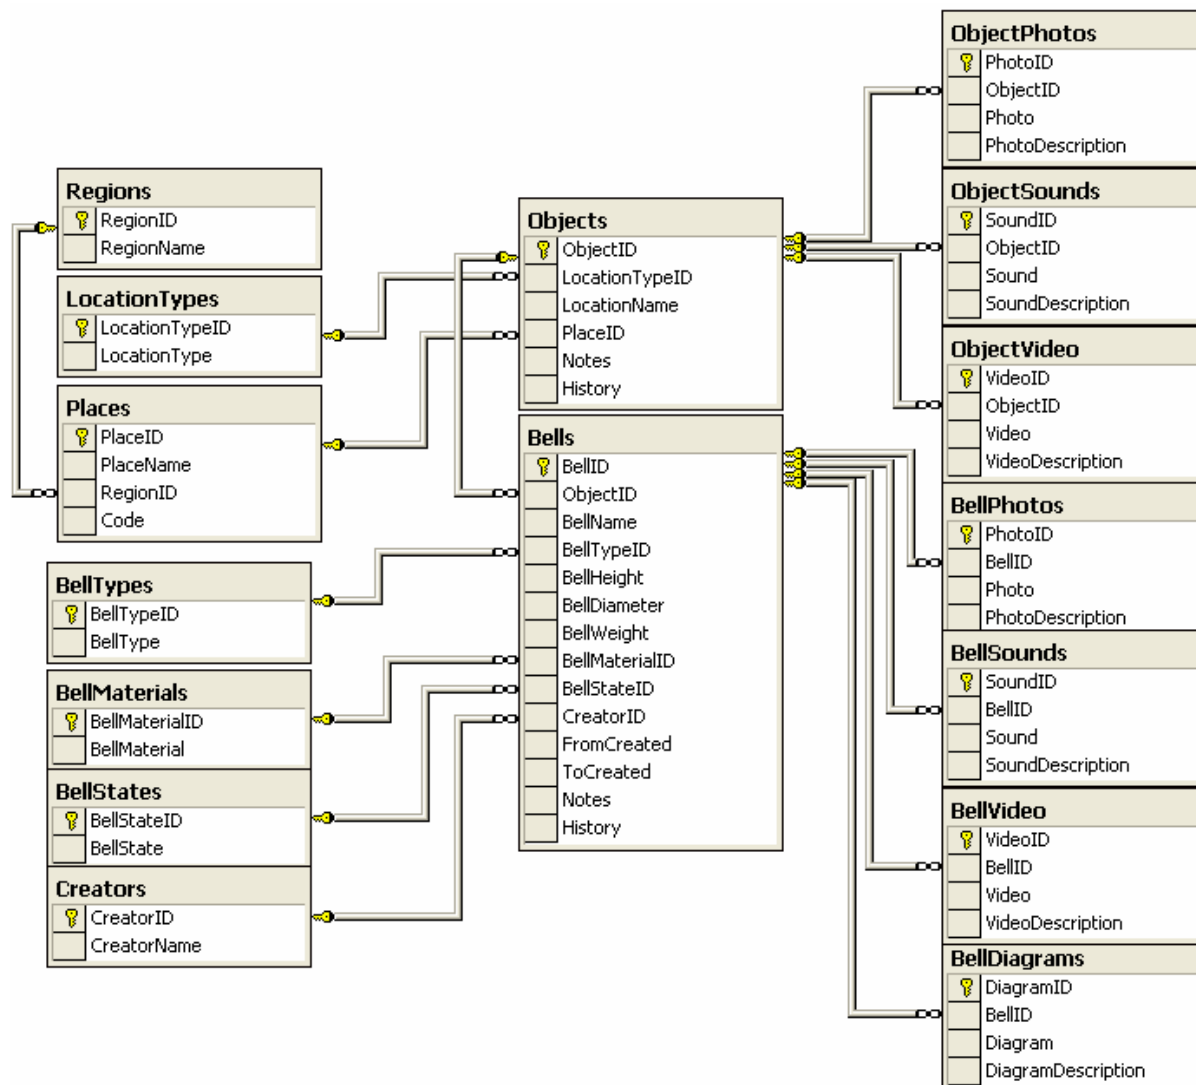 Regions
RegionID
RegionName
LocationTypes
LocationTypeID
LocationType
Places
PlaceID
PlaceName
RegionID
Code
BellTypes
BellTypeID
BellType
BellMaterials
BellMaterialID
BellMaterial
BellStates
BellStateID
BellState
Creators
CreatorID
CreatorName
Objects
ObjectID
LocationTypeID
LocationName
PlaceID
Notes
History
Bells
BellID
ObjectID
BellName
BellTypeID
BellHeight
BellDiameter
BellWeight
BellMaterialID
BellStateID
CreatorID
FromCreated
ToCreated
Notes
History
ObjectPhotos
PhotoID
ObjectID
Photo
PhotoDescription
ObjectSounds
SoundID
ObjectID
Sound
SoundDescription
ObjectVideo
VideoID
ObjectID
Video
VideoDescription
BellPhotos
PhotoID
BellID
Photo
PhotoDescription
BellSounds
SoundID
BellID
Sound
SoundDescription
BellVideo
VideoID
BellID
Video
VideoDescription
BellDiagrams
DiagramID
BellID
Diagram
DiagramDescription